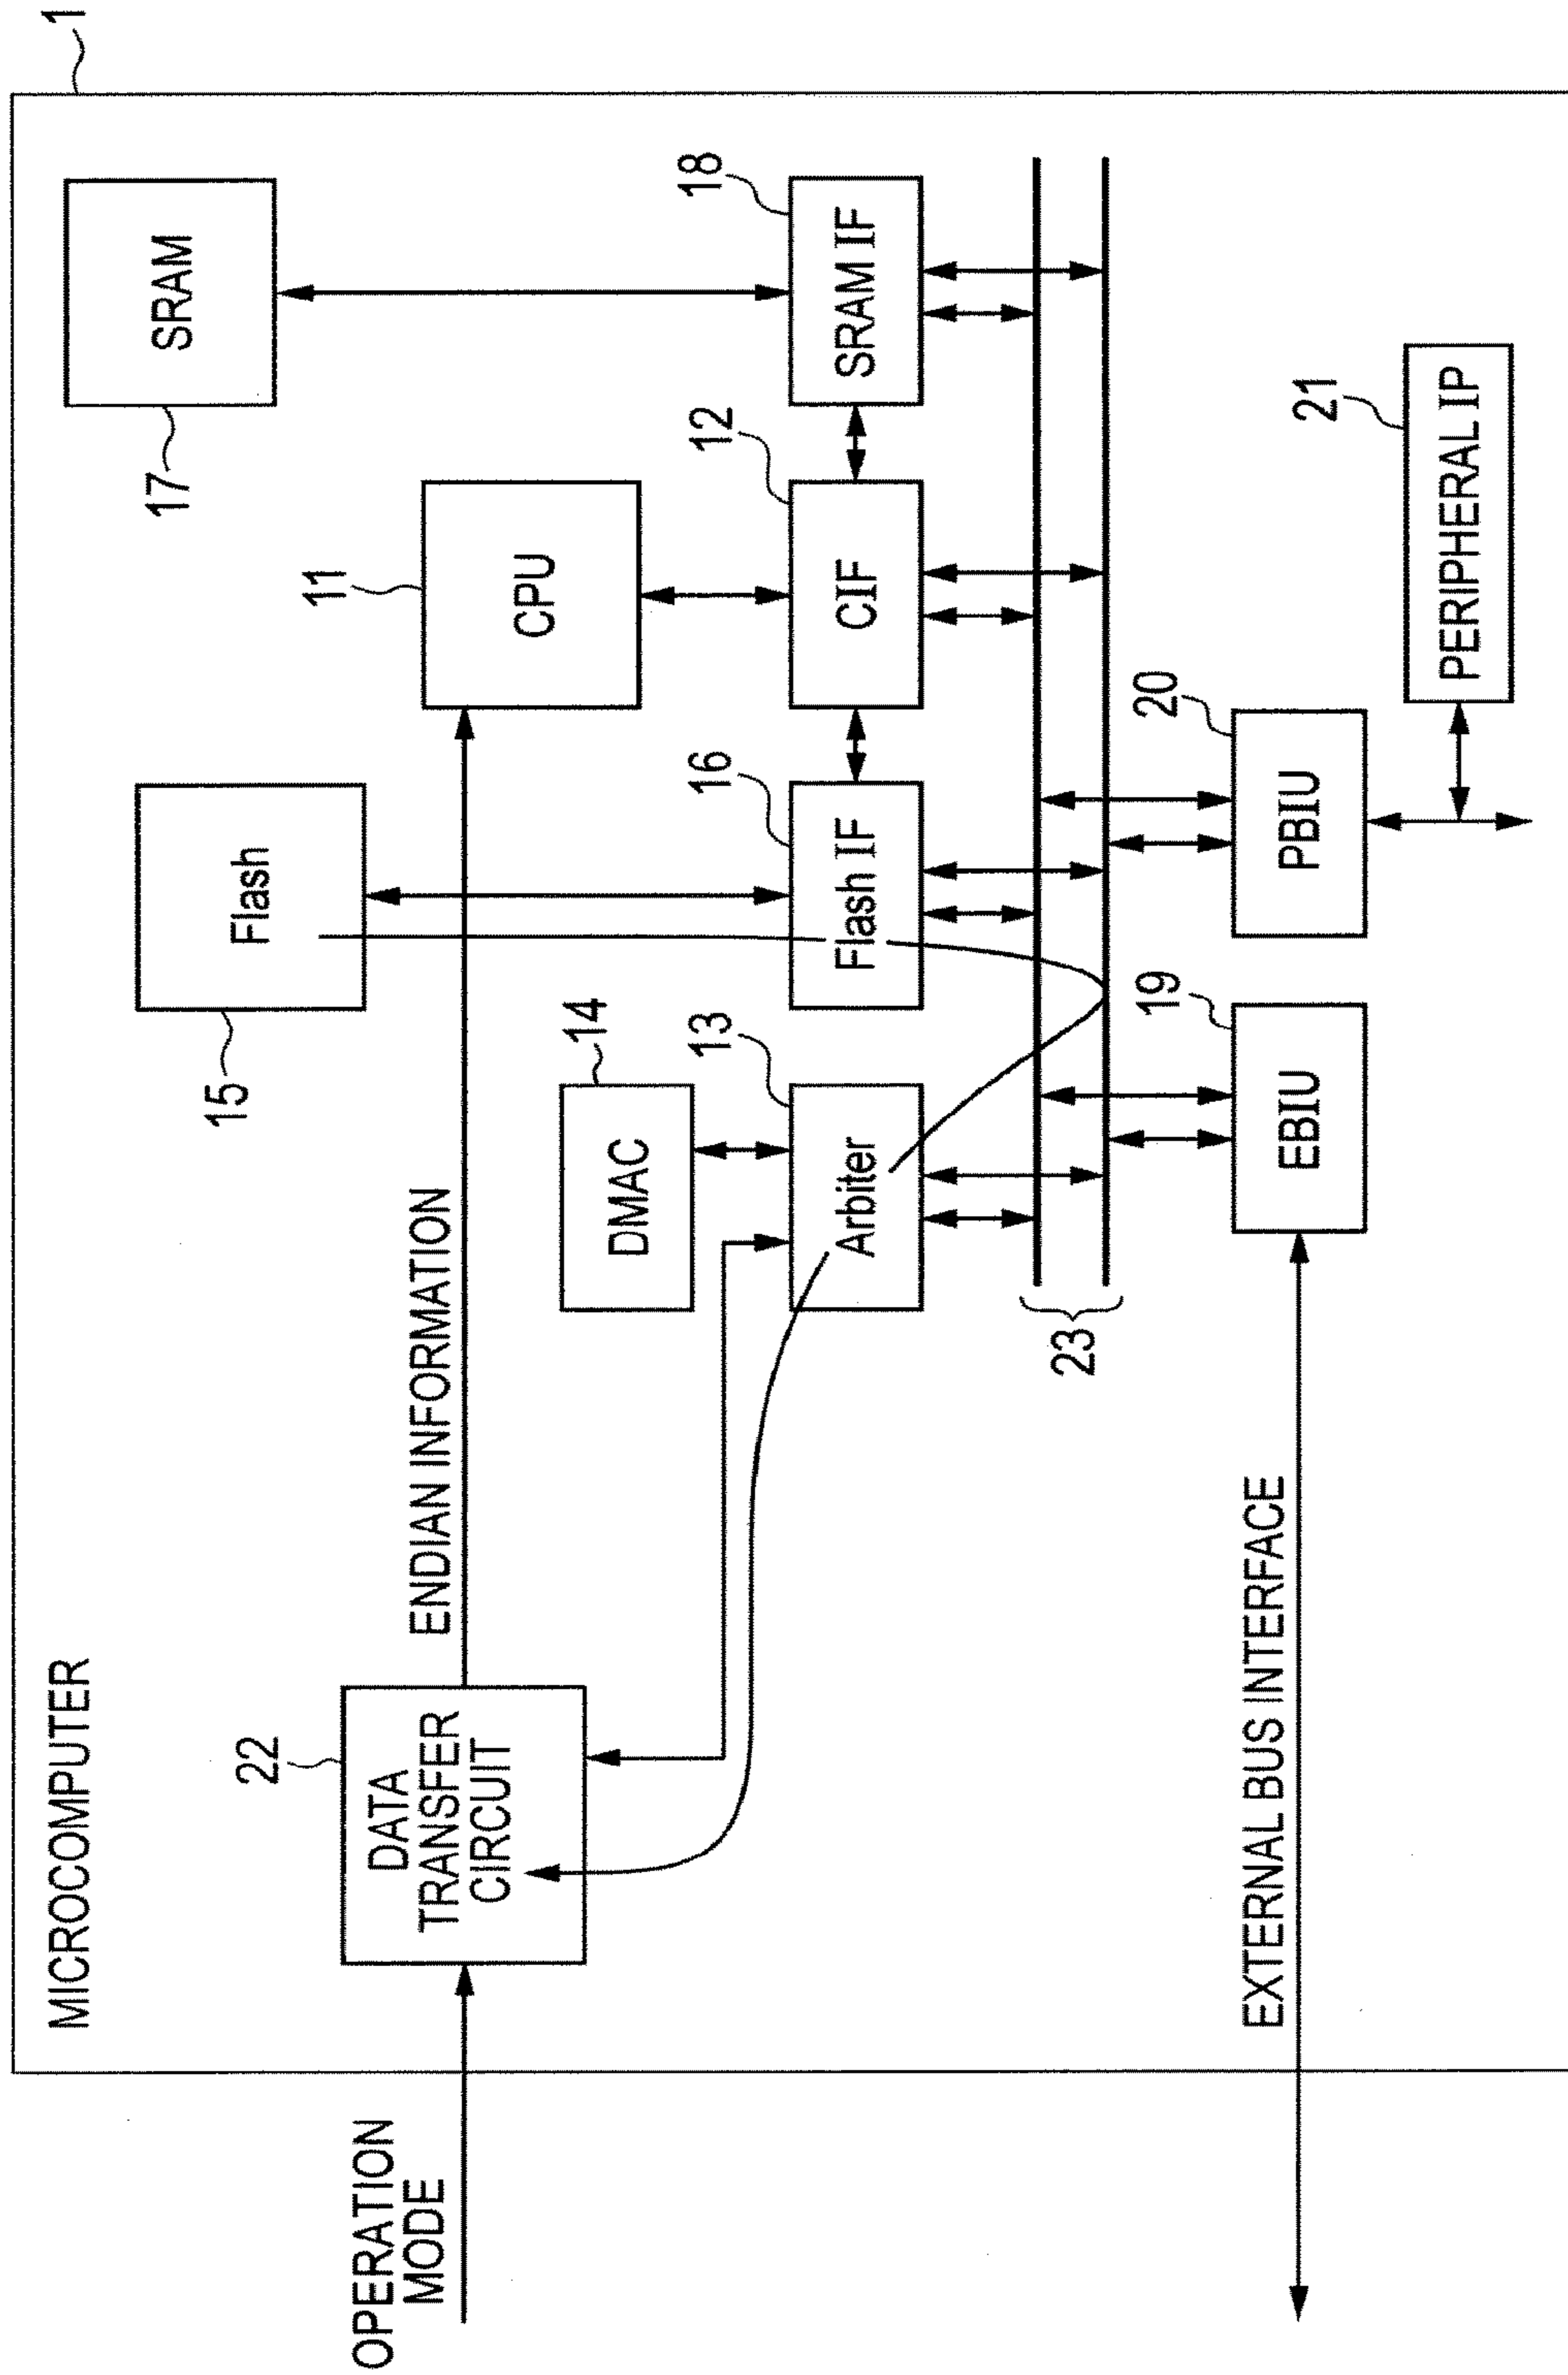 1
MICROCOMPUTER
SRAM
17
Flash
15
22
DATA
TRANSFER
CIRCUIT
OPERATION
MODE
ENDIAN INFORMATION
11
CPU
14
DMAC
13
Arbiter
16
Flash IF
12
CIF
18
SRAM IF
23
19
EBIU
20
PBIU
21
PERIPHERAL IP
EXTERNAL BUS INTERFACE